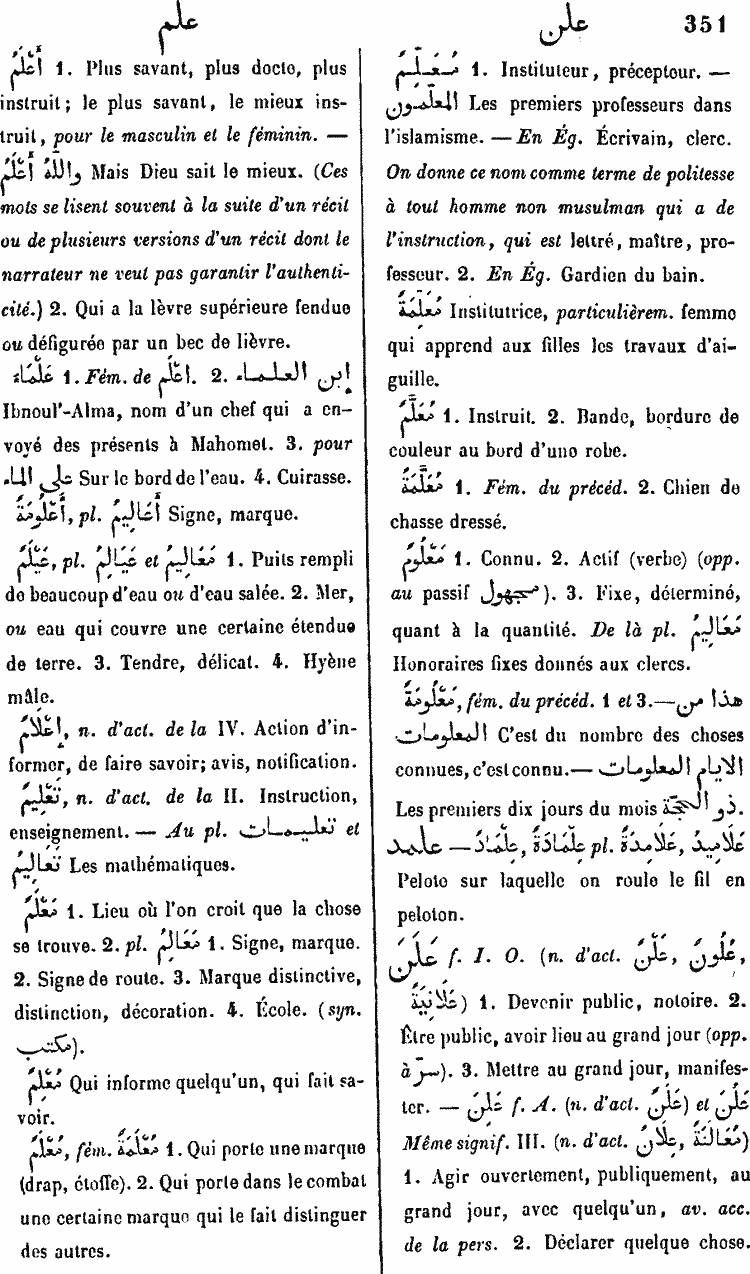 علم
علن
351
أَعْلَمُ 1. Plus savant, plus docte, plus
instruit; le plus savant, le mieux ins-
truit, pour le masculin et le féminin. —
واللّٰهُ أَعْلَمُ Mais Dieu sait le mieux. (Ces
mots se lisent souvent à la suite d'un récit
ou de plusieurs versions d'un récit dont le
narrateur ne veut pas garantir l'authenti-
cité.) 2. Qui a la lèvre supérieure fendue
ou défigurée par un bec de lièvre.
عَلْمَاءُ 1. Fém. de اعْلَم. 2. إبن العلماء
Ibnoul'-Alma, nom d'un chef qui a en-
voyé des présents à Mahomet. 3. pour
على الماء Sur le bord de l'eau. 4. Cuirasse.
أُعْلُومَةٌ, pl. أَعَالِيمُ Signe, marque.
عَيْلَمٌ, pl. عَيَالِمُ et مَعَالِيمُ 1. Puits rempli
de beaucoup d'eau ou d'eau salée. 2. Mer,
ou eau qui couvre une certaine étendue
de terre. 3. Tendre, délicat. 4. Hyène
mâle.
إعْلَامٌ, n. d'act. de la IV. Action d'in-
former, de faire savoir; avis, notification.
تَعْلِيمٌ, n. d'act. de la II. Instruction,
enseignement. — Au pl. تعليمات et
تَعَالِيمُ Les mathématiques.
مَعْلَمٌ 1. Lieu où l'on croit que la chose
se trouve. 2. pl. مَعَالِمُ 1. Signe, marque.
2. Signe de route. 3. Marque distinctive,
distinction, décoration. 4. École. (syn.
مكتب).
مُعْلِمٌ Qui informe quelqu'un, qui fait sa-
voir.
مُعْلَمٌ, fém. مُعْلَمَةٌ 1. Qui porte une marque
(drap, étoffe). 2. Qui porte dans le combat
une certaine marque qui le fait distinguer
des autres.
مُعَلِّمٌ 1. Instituteur, précepteur. —
المعلّمون Les premiers professeurs dans
l'islamisme. — En Ég. Écrivain, clerc.
On donne ce nom comme terme de politesse
à tout homme non musulman qui a de
l'instruction, qui est lettré, maître, pro-
fesseur. 2. En Ég. Gardien du bain.
مُعَلِّمَةٌ Institutrice, particulièrem. femme
qui apprend aux filles les travaux d'ai-
guille.
مُعَلَّمٌ 1. Instruit. 2. Bande, bordure de
couleur au bord d'une robe.
مُعَلَّمَةٌ 1. Fém. du précéd. 2. Chien de
chasse dressé.
مَعْلُومٌ 1. Connu. 2. Actif (verbe) (opp.
au passif مجهول). 3. Fixe, déterminé,
quant à la quantité. De là pl. مَعَالِيمُ
Honoraires fixes donnés aux clercs.
مَعْلُومَةٌ, fém. du précéd. 1 et 3.— هذا من
المعلومات C'est du nombre des choses
connues, c'est connu.— الايام المعلومات
Les premiers dix jours du mois ذو الحجّة.
علمد — عِلْمَادٌ, عِلْمَادَةٌ pl. عَلَامِدَةٌ, عَلَامِيدُ
Pelote sur laquelle on roule le fil en
peloton.
عَلَنَ f. I. O. (n. d'act. عَلْنٌ, عُلُونٌ,
عَلَانِيَةٌ) 1. Devenir public, notoire. 2.
Être public, avoir lieu au grand jour (opp.
à سرّ). 3. Mettre au grand jour, manifes-
ter. — عَلِنَ f. A. (n. d'act. عَلَنٌ) et عَلُنَ
Même signif. III. (n. d'act. عِلَانٌ, مُعَالَنَةٌ)
1. Agir ouvertement, publiquement, au
grand jour, avec quelqu'un, av. acc.
de la pers. 2. Déclarer quelque chose.